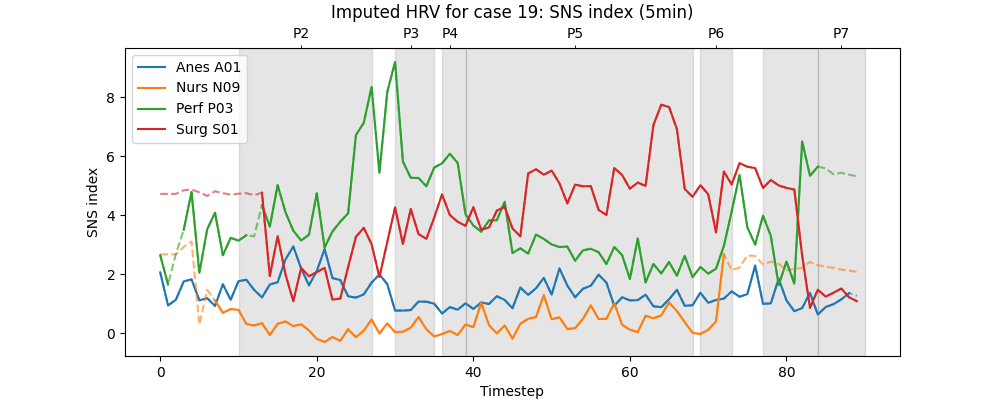 Imputed HRV for case 19: SNS index (5min)
P2 P3 P4 P5 P6 P7
Anes A01
Nurs N09
Perf P03
Surg S01
SNS index
8
6
4
2
0
0 20 40 60 80
Timestep